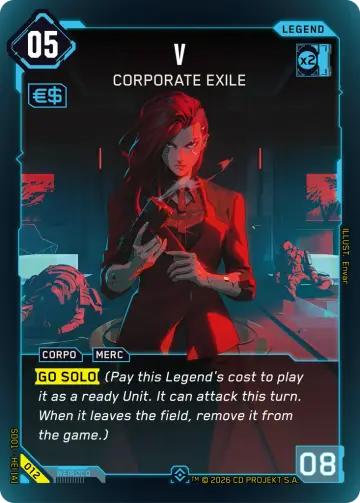 05
LEGEND
V
x2
CORPORATE EXILE
€$
ILLUST. Envar
CORPO MERC
GO SOLO (Pay this Legend's cost to play
it as a ready Unit. It can attack this turn.
When it leaves the field, remove it from
the game.)
012
™ © 2026 CD PROJEKT S.A.
08